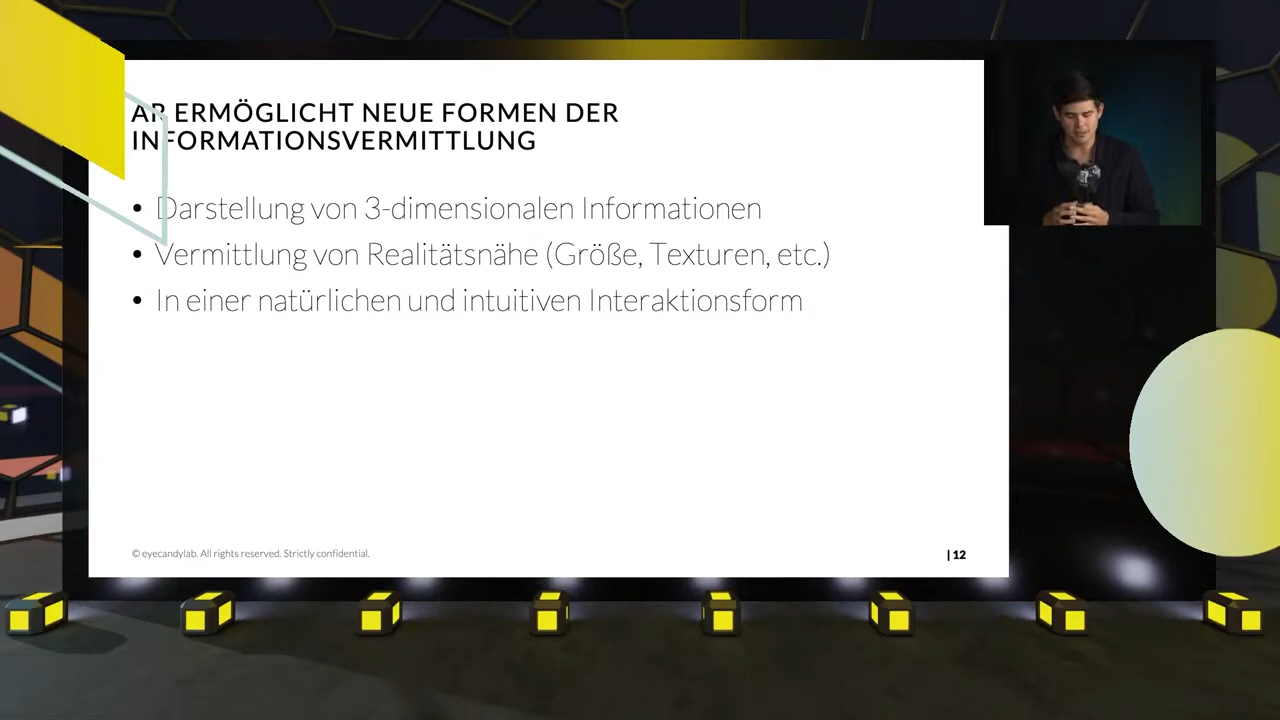 AR ERMÖGLICHT NEUE FORMEN DER
INFORMATIONSVERMITTLUNG
• Darstellung von 3-dimensionalen Informationen
• Vermittlung von Realitätsnähe (Größe, Texturen, etc.)
• In einer natürlichen und intuitiven Interaktionsform
© eyecandylab. All rights reserved. Strictly confidential.
| 12